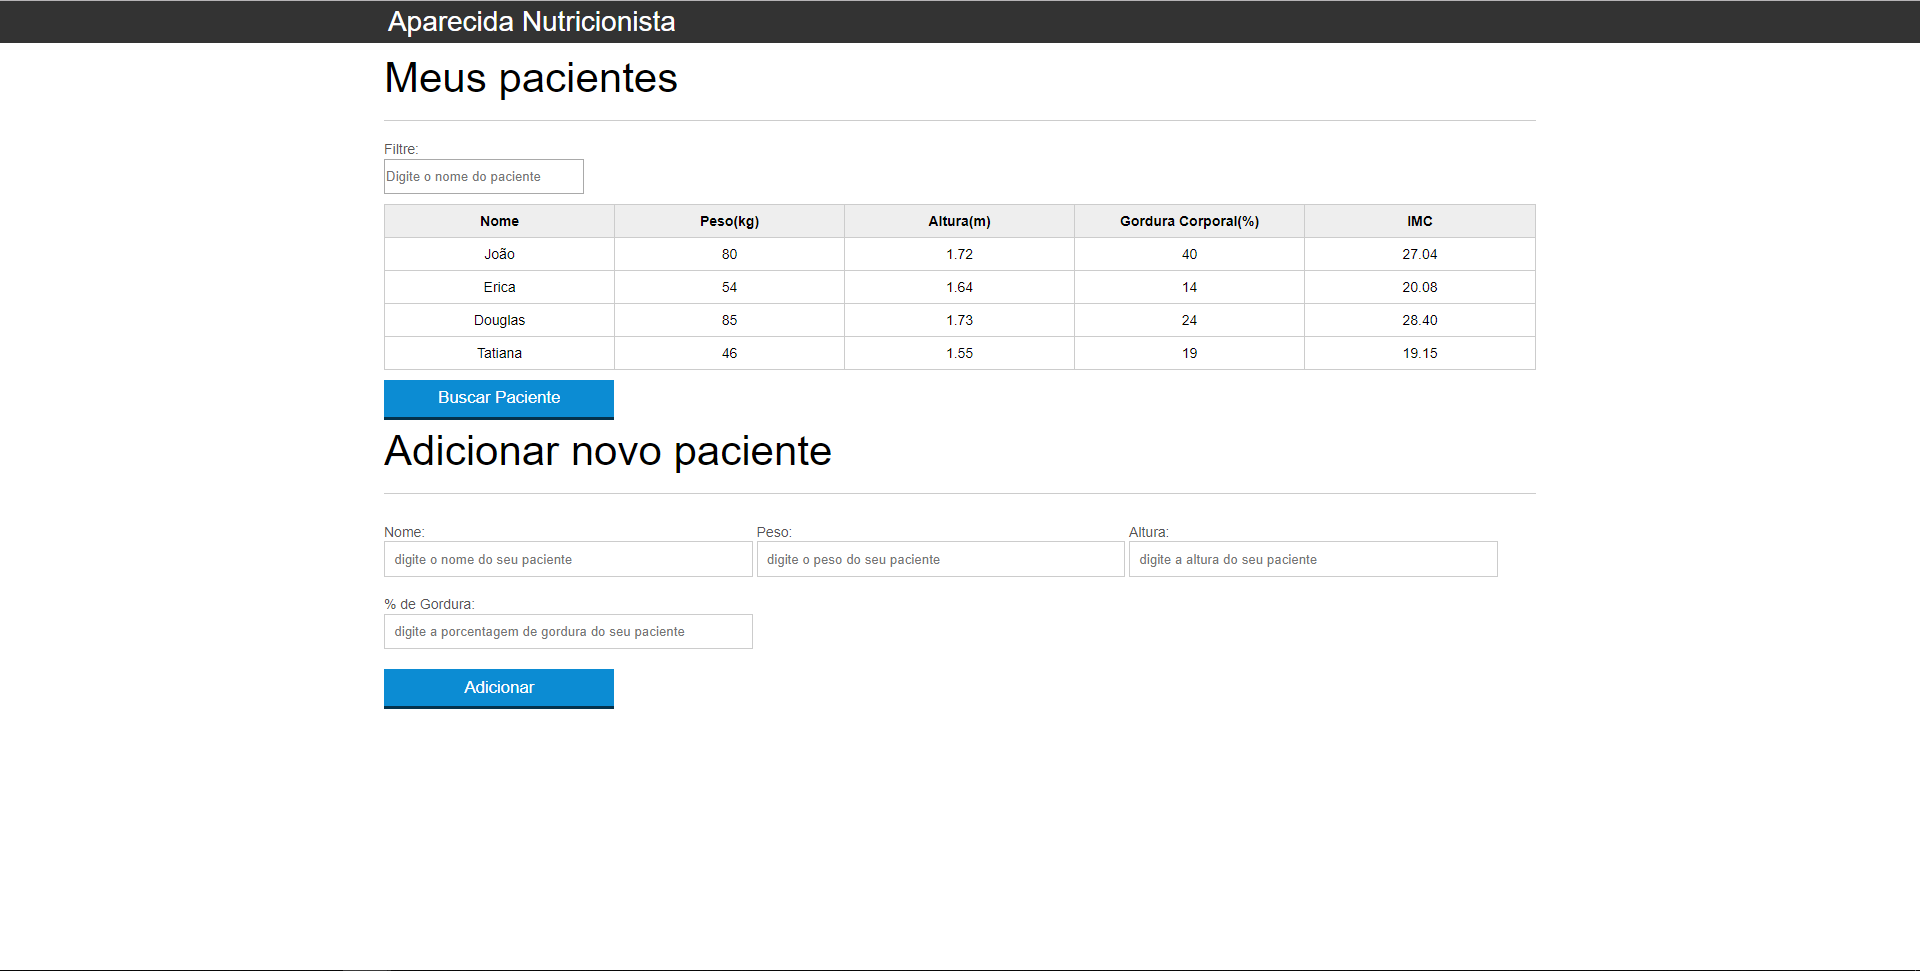 Aparecida Nutricionista
Meus pacientes
Filtre:
Digite o nome do paciente
Nome Peso(kg) Altura(m) Gordura Corporal(%) IMC
João 80 1.72 40 27.04
Erica 54 1.64 14 20.08
Douglas 85 1.73 24 28.40
Tatiana 46 1.55 19 19.15
Buscar Paciente
Adicionar novo paciente
Nome: Peso: Altura:
digite o nome do seu paciente digite o peso do seu paciente digite a altura do seu paciente
% de Gordura:
digite a porcentagem de gordura do seu paciente
Adicionar